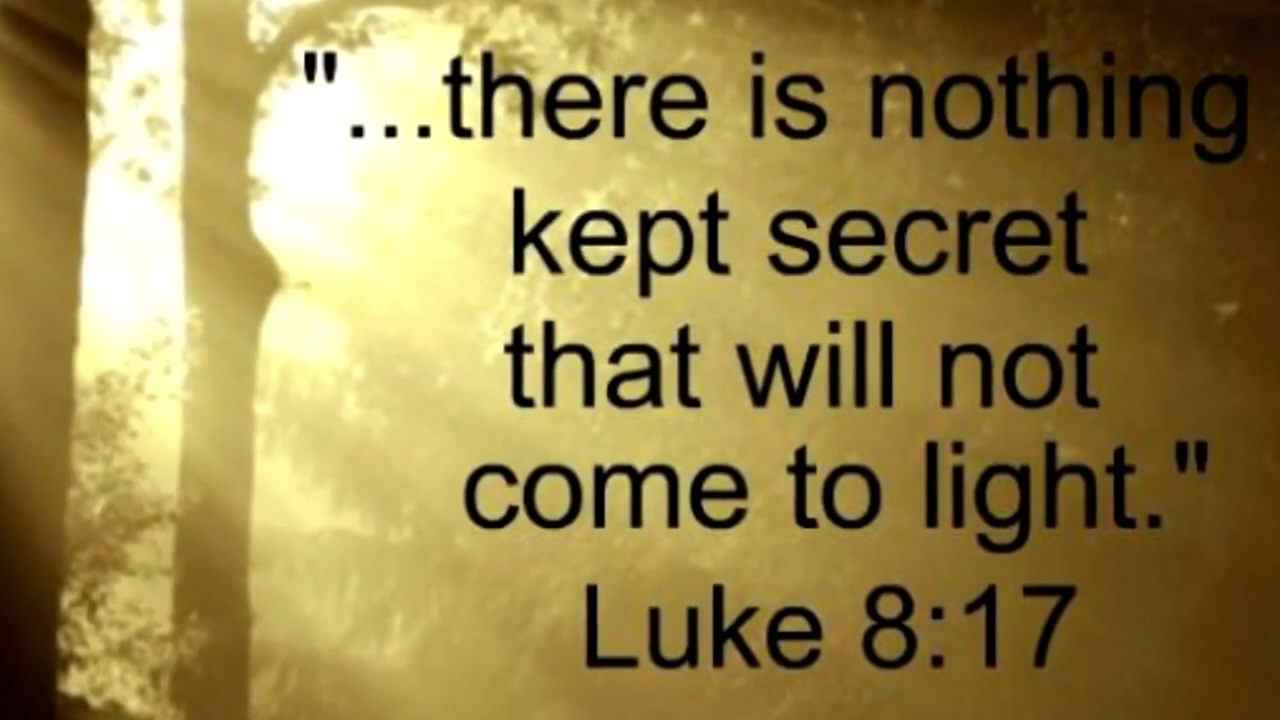 "...there is nothing
kept secret
that will not
come to light."
Luke 8:17